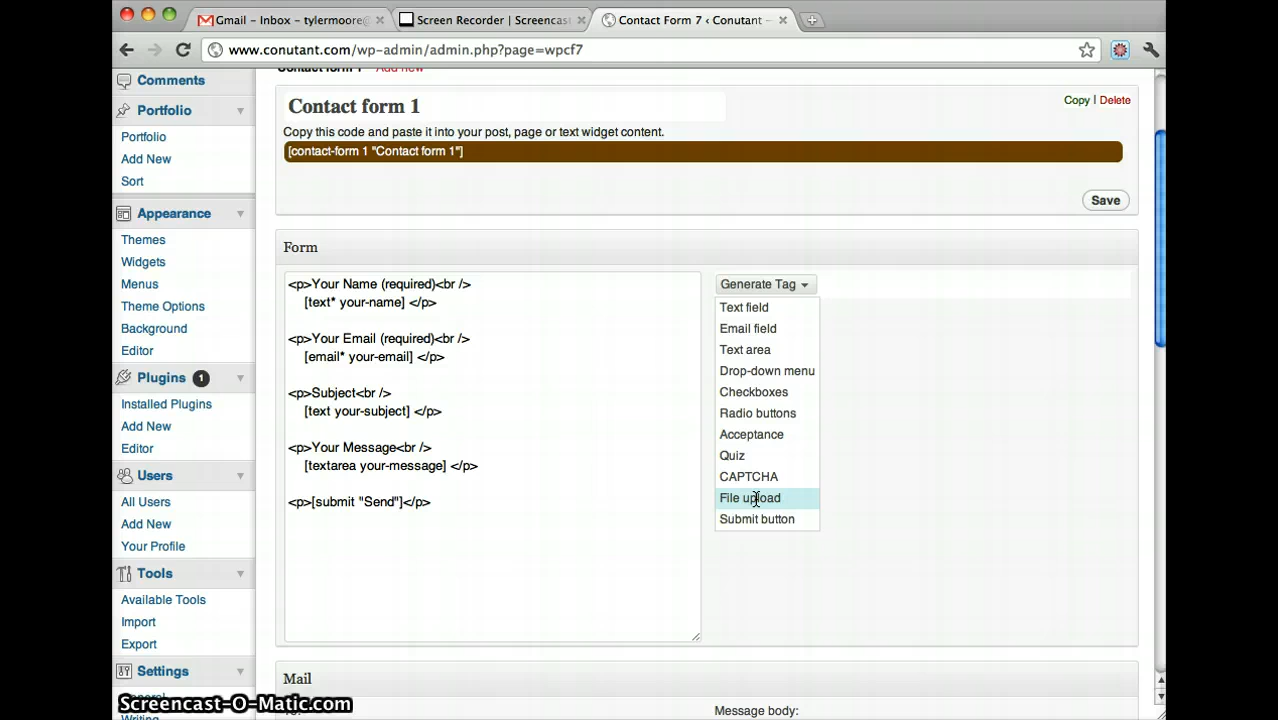 Gmail - Inbox - tylermoore@
Screen Recorder | Screencast
Contact Form 7 ‹ Conutant —
www.conutant.com/wp-admin/admin.php?page=wpcf7
Comments
Portfolio
Portfolio
Add New
Sort
Appearance
Themes
Widgets
Menus
Theme Options
Background
Editor
Plugins 1
Installed Plugins
Add New
Editor
Users
All Users
Add New
Your Profile
Tools
Available Tools
Import
Export
Settings
General
Writing
Contact form 1 Add new
Contact form 1
Copy | Delete
Copy this code and paste it into your post, page or text widget content.
[contact-form 1 "Contact form 1"]
Save
Form
<p>Your Name (required)<br />
[text* your-name] </p>
<p>Your Email (required)<br />
[email* your-email] </p>
<p>Subject<br />
[text your-subject] </p>
<p>Your Message<br />
[textarea your-message] </p>
<p>[submit "Send"]</p>
Generate Tag
Text field
Email field
Text area
Drop-down menu
Checkboxes
Radio buttons
Acceptance
Quiz
CAPTCHA
File upload
Submit button
Mail
Message body:
Screencast-O-Matic.com